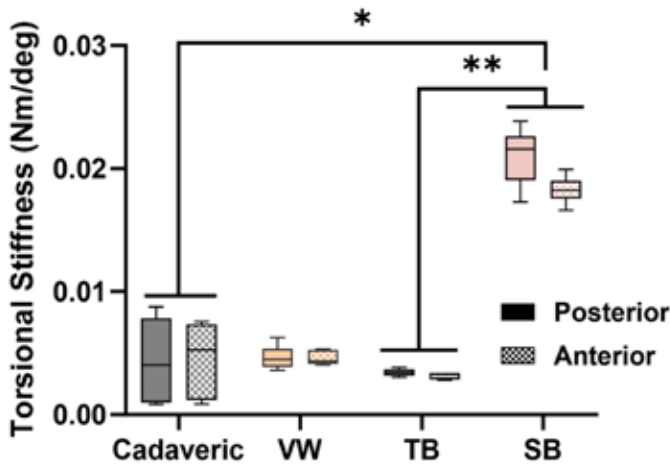 *
**
0.03
0.02
0.01
0.00
Torsional Stiffness (Nm/deg)
Posterior
Anterior
Cadaveric VW TB SB